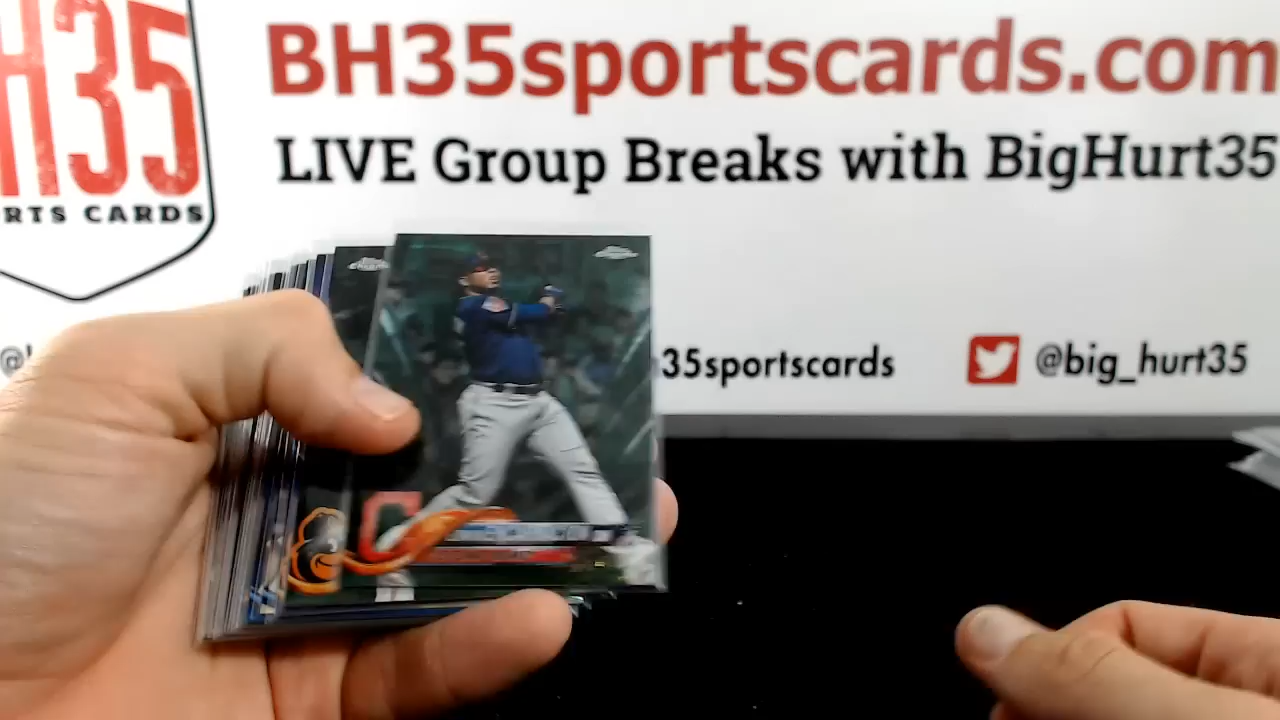 BH35sportscards.com
LIVE Group Breaks with BigHurt35
H35
RTS CARDS
35sportscards
@big_hurt35
C